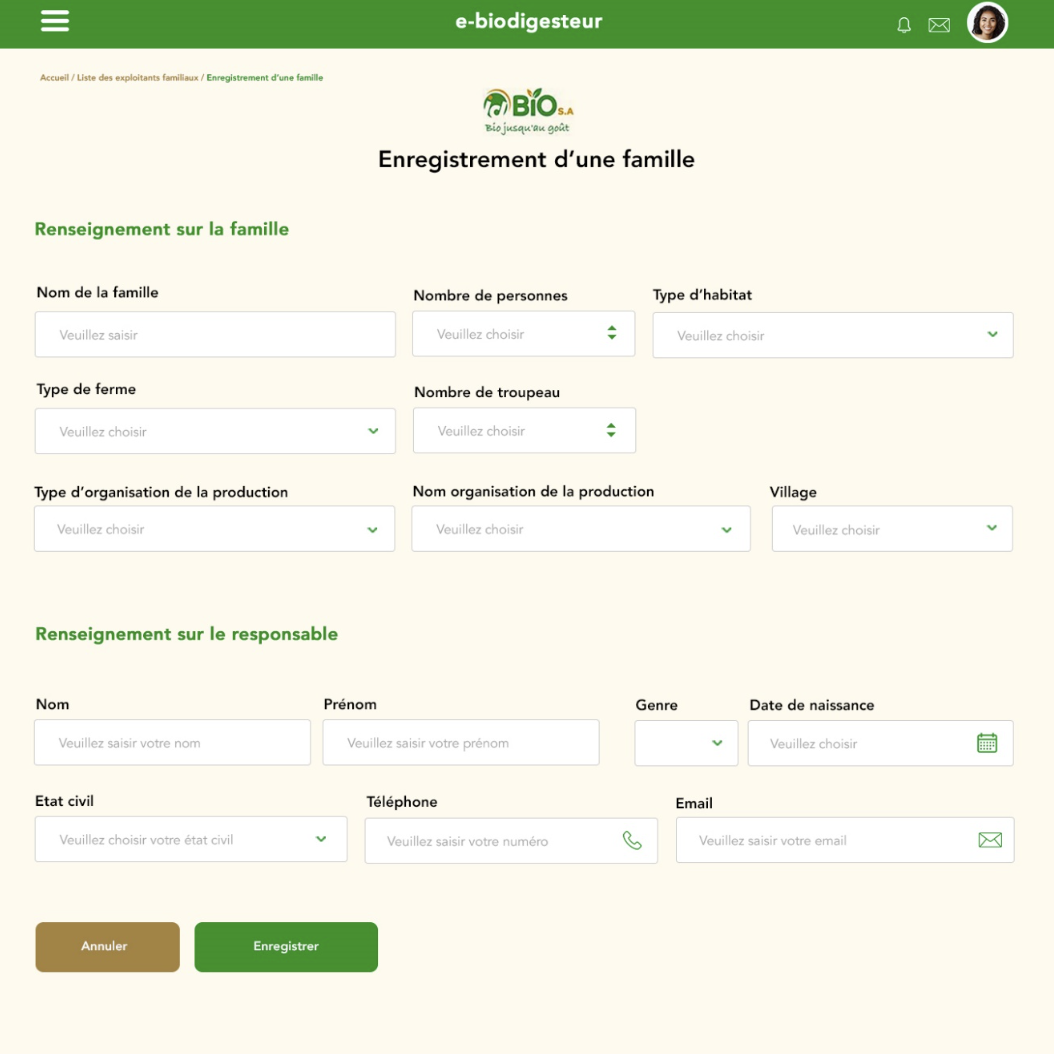 e-biodigesteur
Accueil / Liste des exploitants familiaux / Enregistrement d'une famille
BIO S.A
Bio jusqu'au goût
Enregistrement d'une famille
Renseignement sur la famille
Nom de la famille
Nombre de personnes
Type d'habitat
Veuillez saisir
Veuillez choisir
Veuillez choisir
Type de ferme
Nombre de troupeau
Veuillez choisir
Veuillez choisir
Type d'organisation de la production
Nom organisation de la production
Village
Veuillez choisir
Veuillez choisir
Veuillez choisir
Renseignement sur le responsable
Nom
Prénom
Genre
Date de naissance
Veuillez saisir votre nom
Veuillez saisir votre prénom
Veuillez choisir
Etat civil
Téléphone
Email
Veuillez choisir votre état civil
Veuillez saisir votre numéro
Veuillez saisir votre email
Annuler
Enregistrer